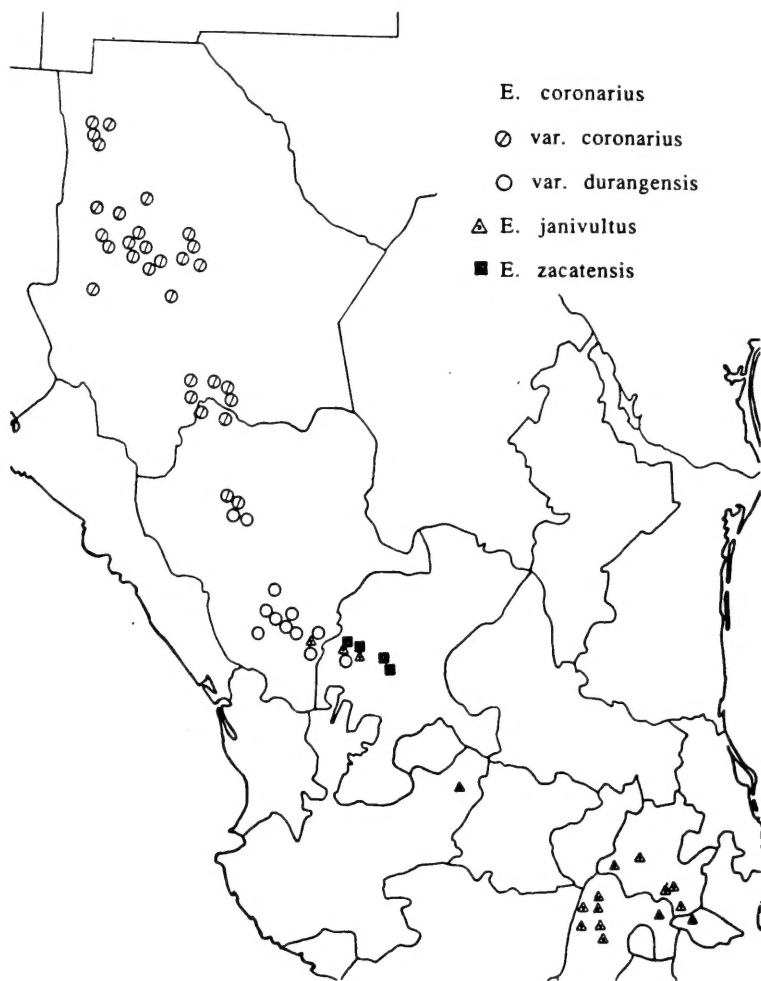 E. coronarius
var. coronarius
var. durangensis
E. janivultus
E. zacatensis